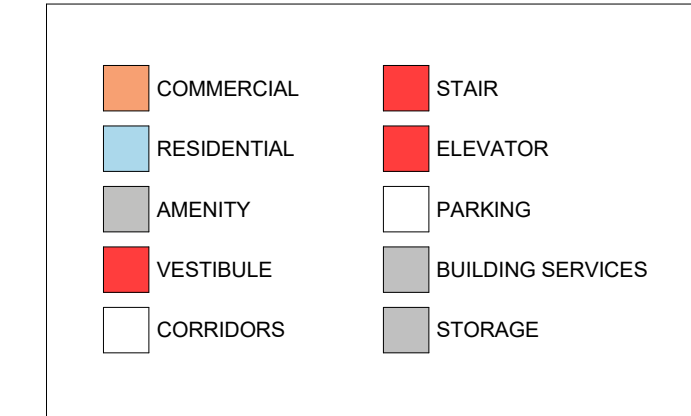 COMMERCIAL
RESIDENTIAL
AMENITY
VESTIBULE
CORRIDORS
STAIR
ELEVATOR
PARKING
BUILDING SERVICES
STORAGE